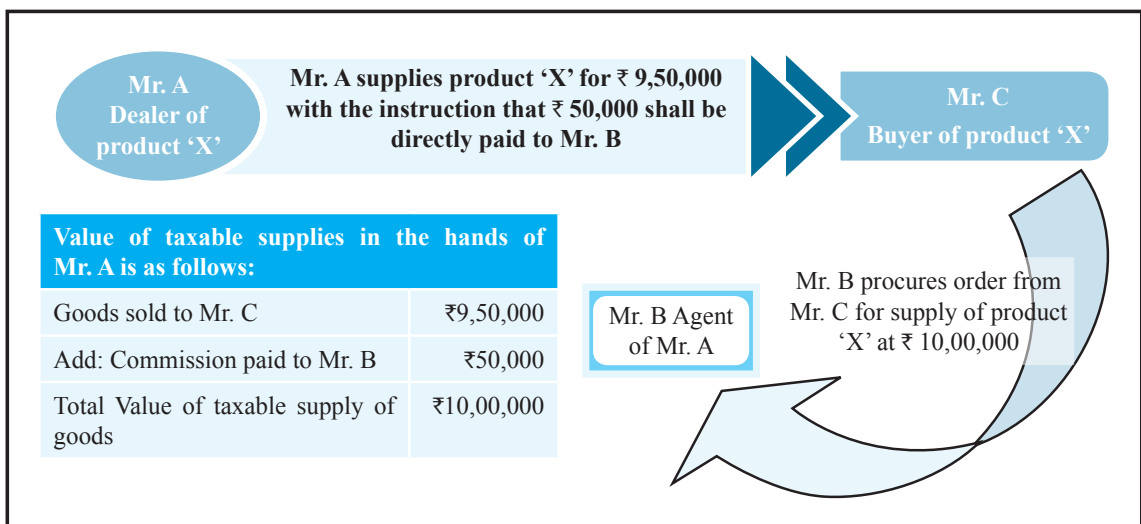 Mr. A
Dealer of
product ‘X’
Mr. A supplies product ‘X’ for ₹ 9,50,000
with the instruction that ₹ 50,000 shall be
directly paid to Mr. B
Mr. C
Buyer of product ‘X’
Value of taxable supplies in the hands of
Mr. A is as follows:
Goods sold to Mr. C ₹9,50,000
Add: Commission paid to Mr. B ₹50,000
Total Value of taxable supply of ₹10,00,000
goods
Mr. B Agent
of Mr. A
Mr. B procures order from
Mr. C for supply of product
‘X’ at ₹ 10,00,000